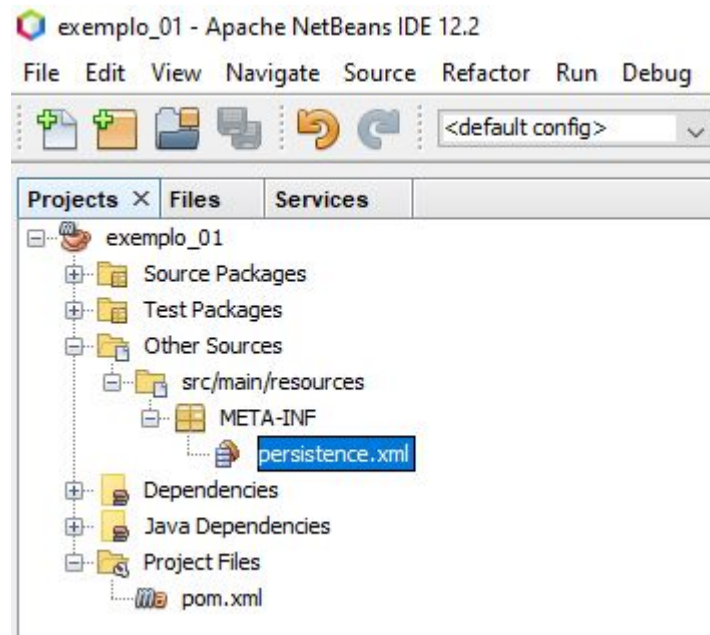 exemplo_01 - Apache NetBeans IDE 12.2
File Edit View Navigate Source Refactor Run Debug
<default config>
Projects Files Services
exemplo_01
Source Packages
Test Packages
Other Sources
src/main/resources
META-INF
persistence.xml
Dependencies
Java Dependencies
Project Files
pom.xml